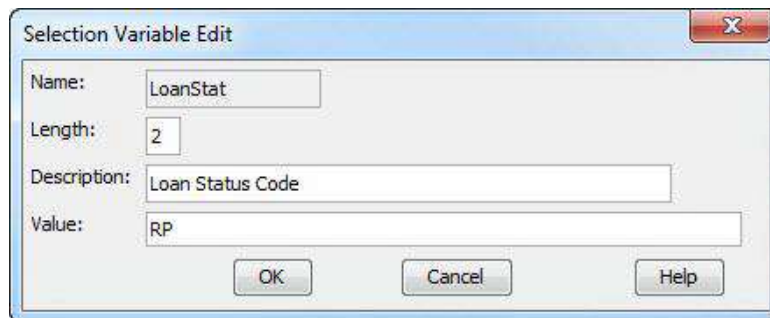 Selection Variable Edit
Name: LoanStat
Length: 2
Description: Loan Status Code
Value: RP
OK Cancel Help